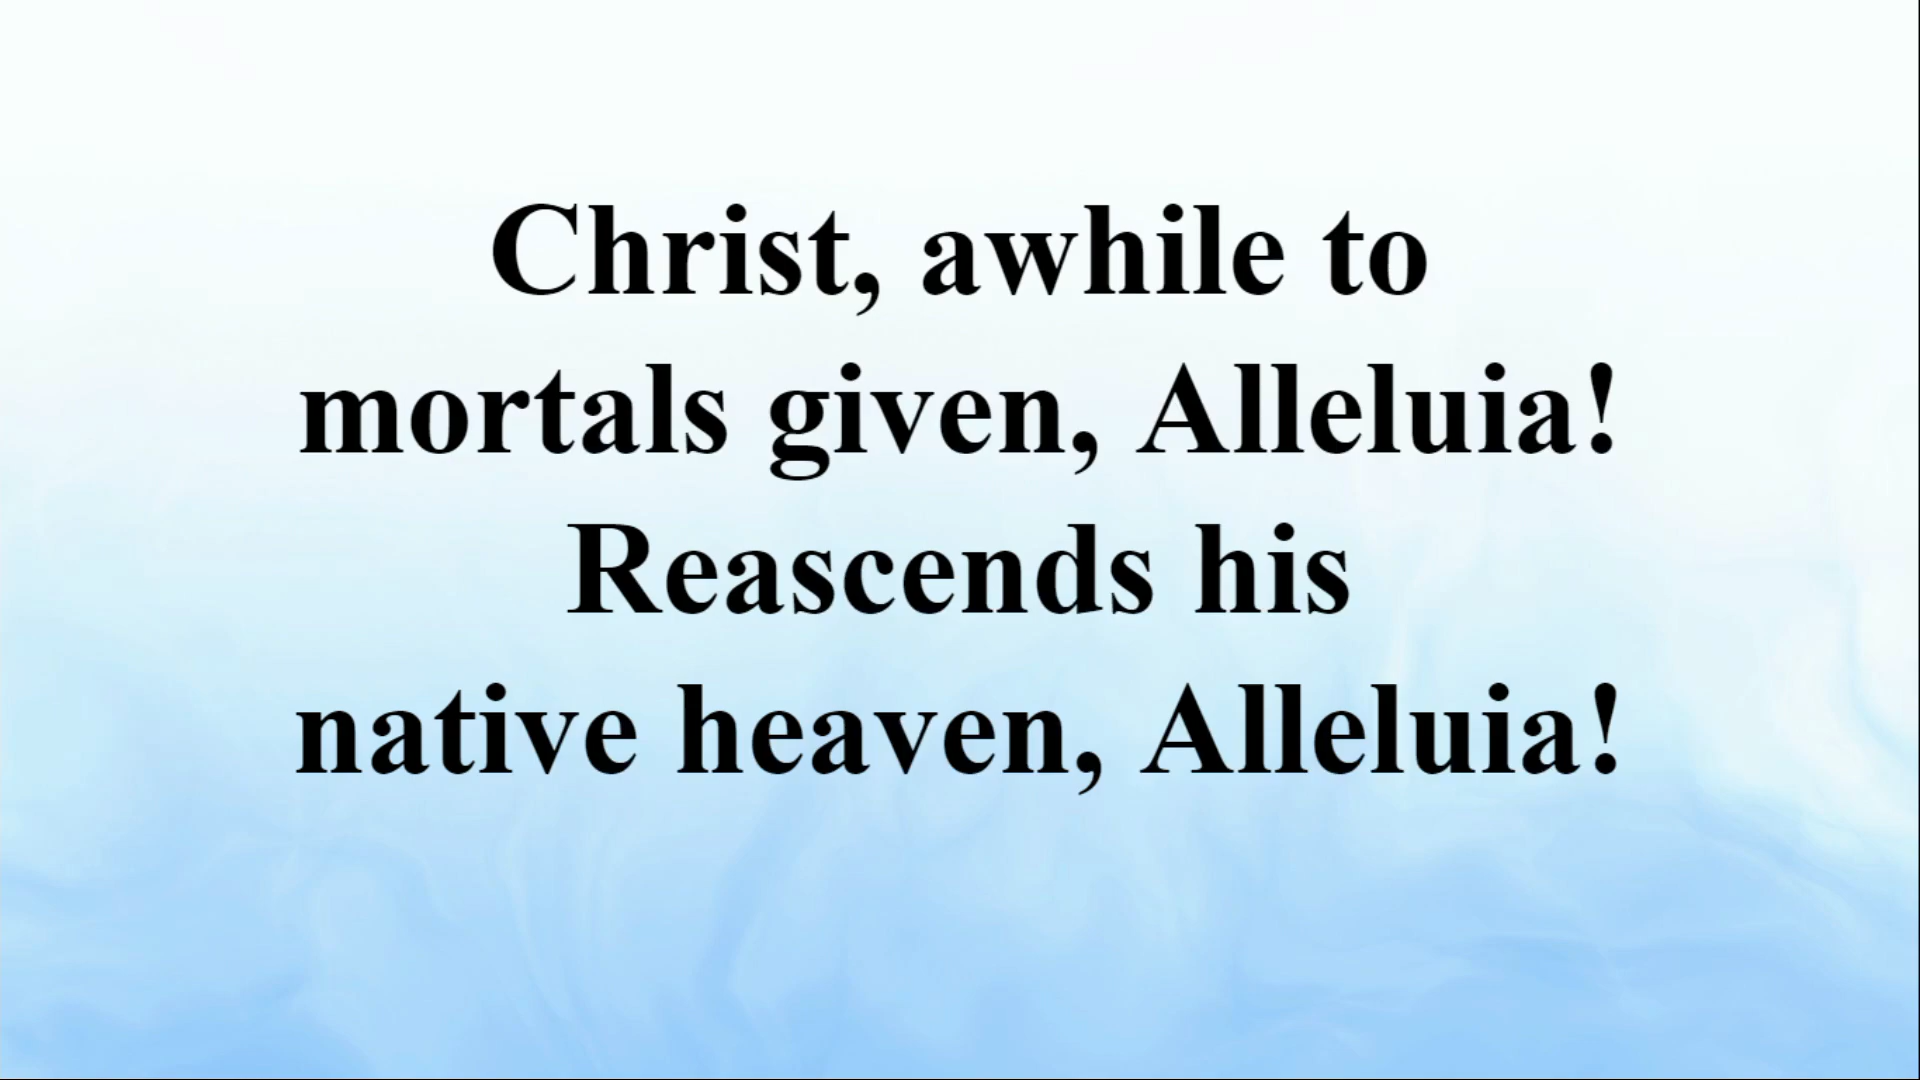 Christ, awhile to
mortals given, Alleluia!
Reascends his
native heaven, Alleluia!